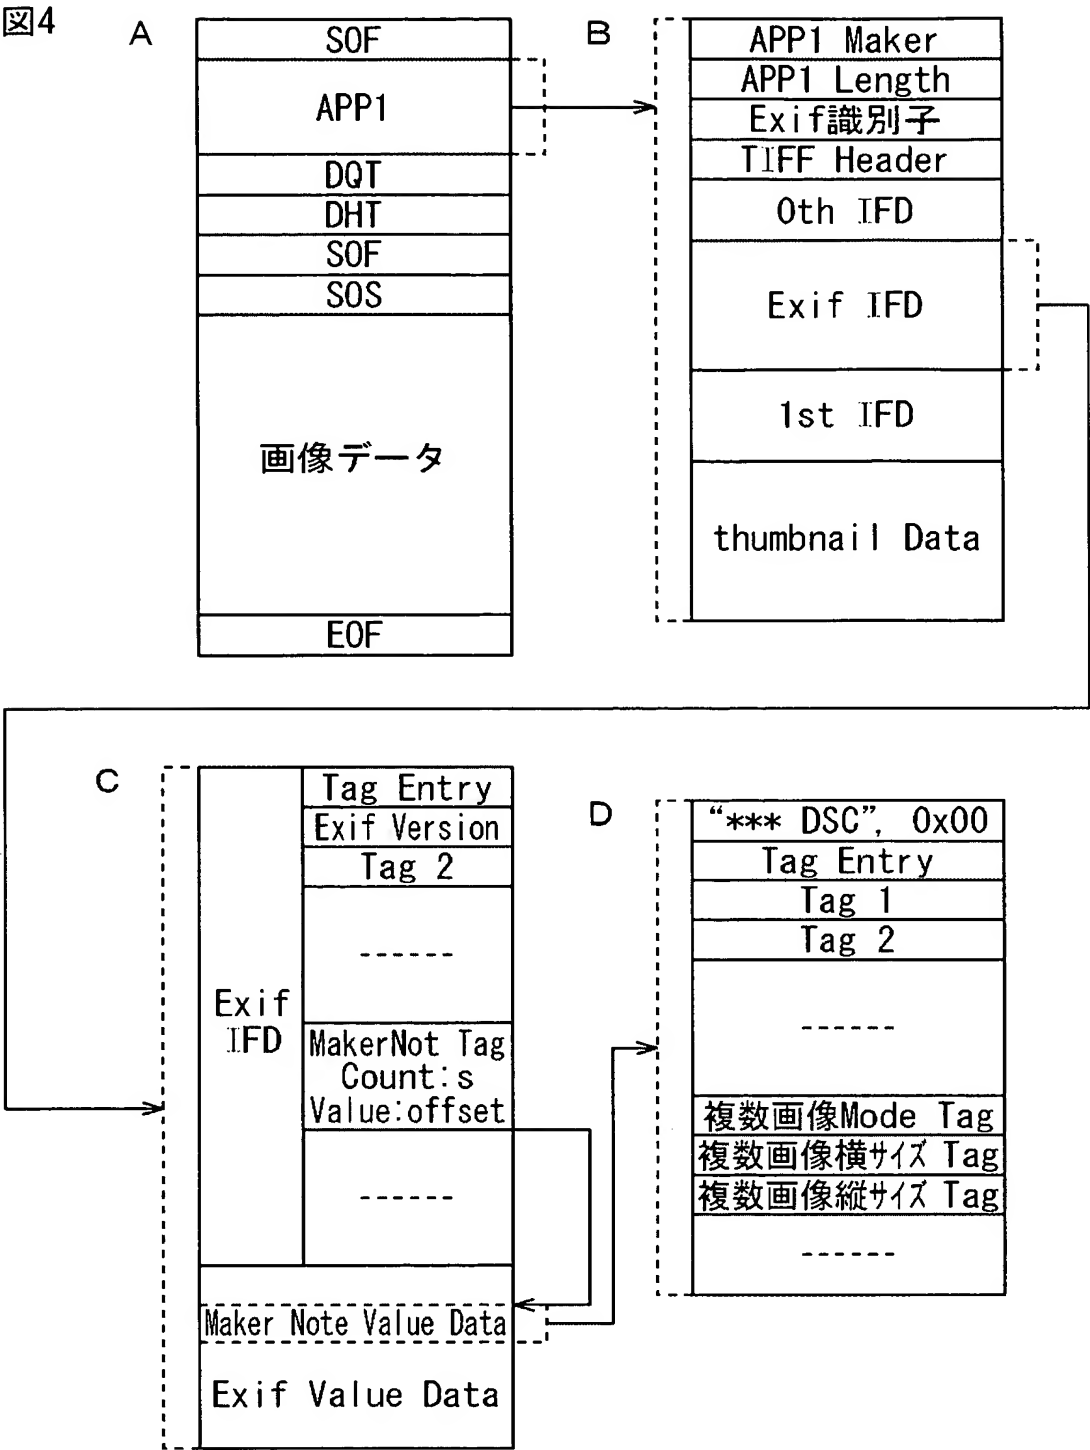 図4
A
SOF
APP1
DQT
DHT
SOF
SOS
画像データ
EOF
B
APP1 Maker
APP1 Length
Exif識別子
TIFF Header
0th IFD
Exif IFD
1st IFD
thumbnail Data
C
Exif
IFD
Tag Entry
Exif Version
Tag 2
------
MakerNot Tag
Count:s
Value:offset
------
Maker Note Value Data
Exif Value Data
D
“*** DSC”, 0x00
Tag Entry
Tag 1
Tag 2
------
複数画像Mode Tag
複数画像横サイズ Tag
複数画像縦サイズ Tag
------